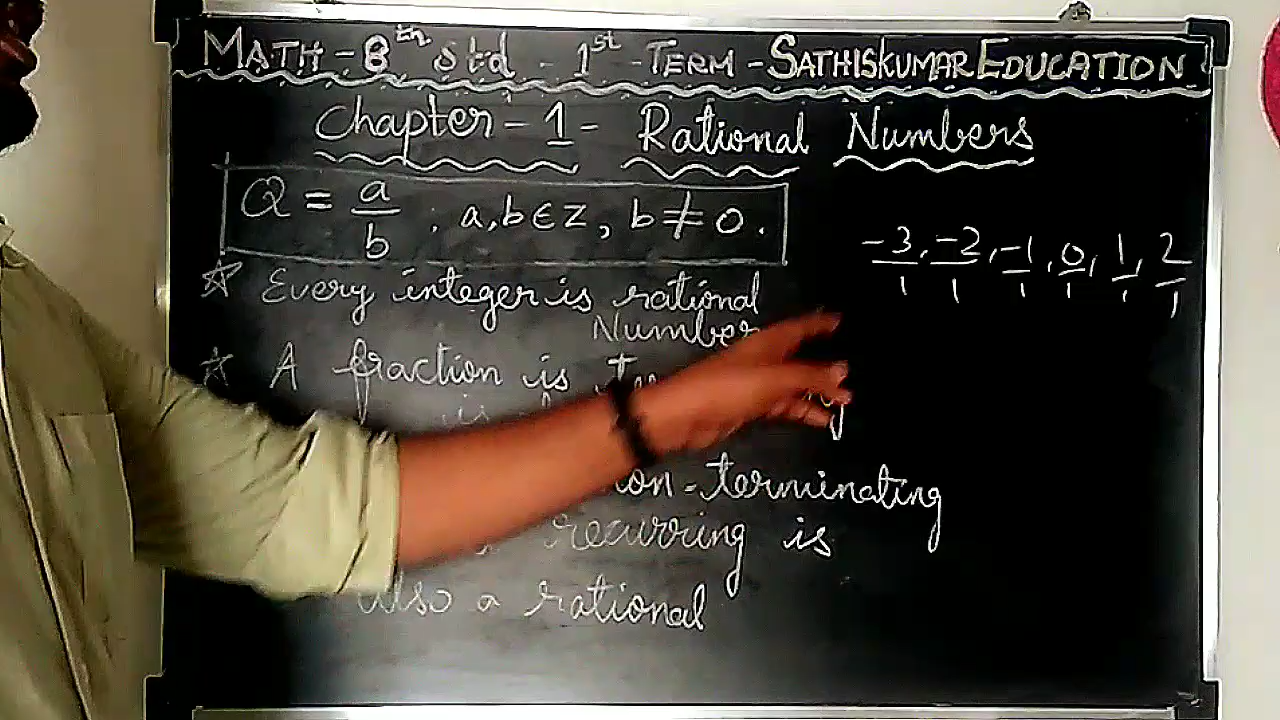 MATH - 8th std - 1st - TERM - SATHISKUMAR EDUCATION
Chapter - 1 - Rational Numbers
Q = a/b : a, b ∈ Z, b ≠ 0.
-3/1, -2/1, -1/1, 0/1, 1/1, 2/1
☆ Every integer is rational
Number
☆ A fraction is
is
non-terminating
recurring is
also a rational